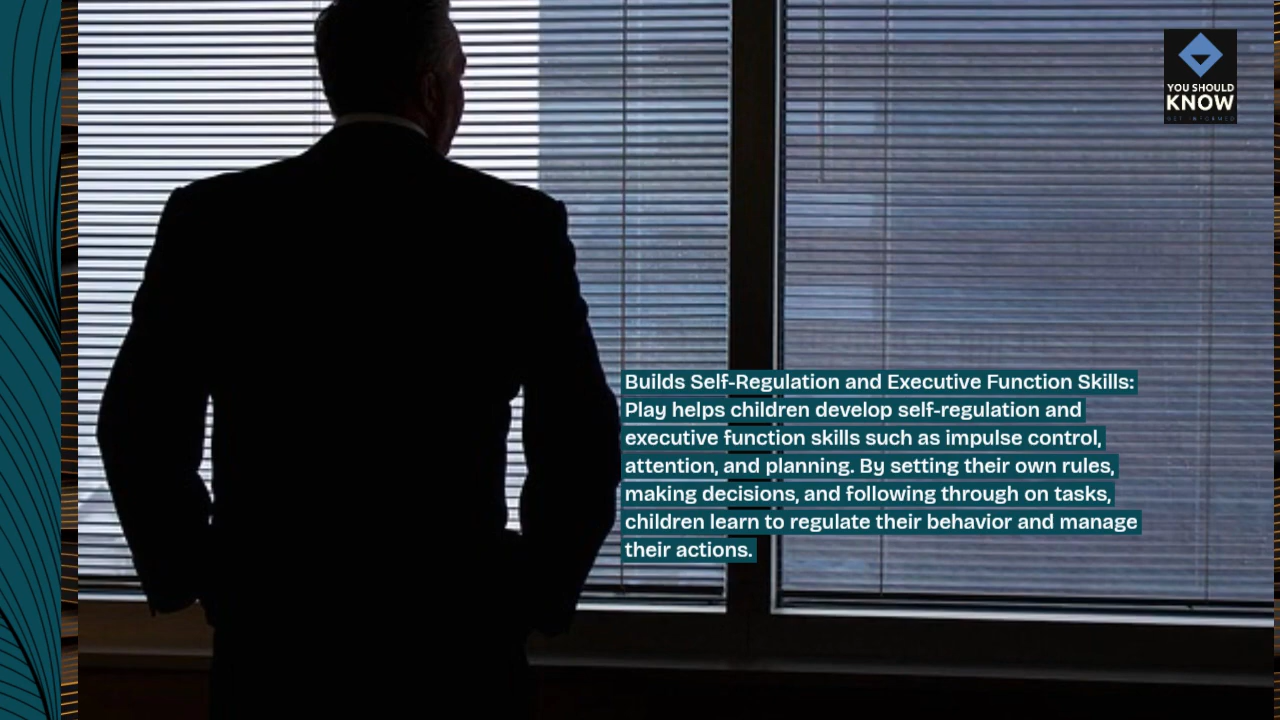 YOU SHOULD
KNOW
GET INFORMED
Builds Self-Regulation and Executive Function Skills:
Play helps children develop self-regulation and
executive function skills such as impulse control,
attention, and planning. By setting their own rules,
making decisions, and following through on tasks,
children learn to regulate their behavior and manage
their actions.